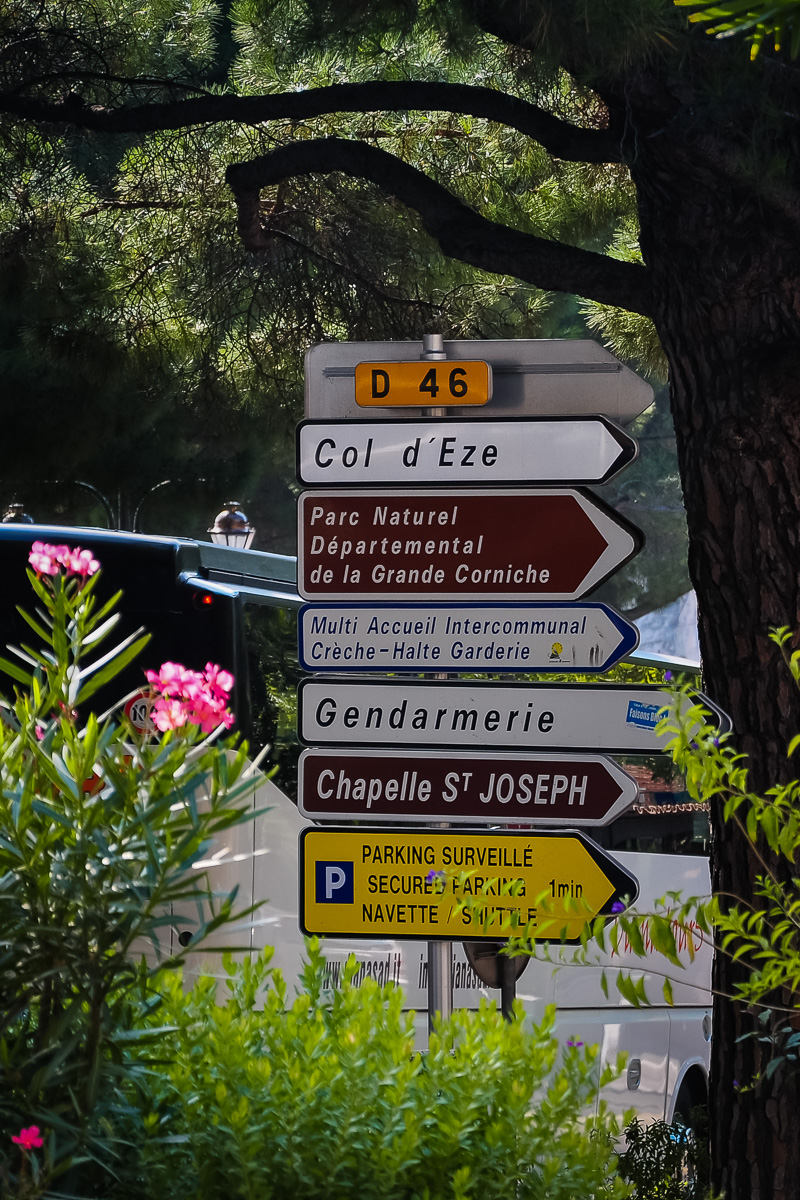 D 46
Col d'Eze
Parc Naturel
Départemental
de la Grande Corniche
Multi Accueil Intercommunal
Crèche-Halte Garderie
Gendarmerie
Faisons
Chapelle ST JOSEPH
PARKING SURVEILLÉ
P SECURED PARKING 1min
NAVETTE / SHUTTLE